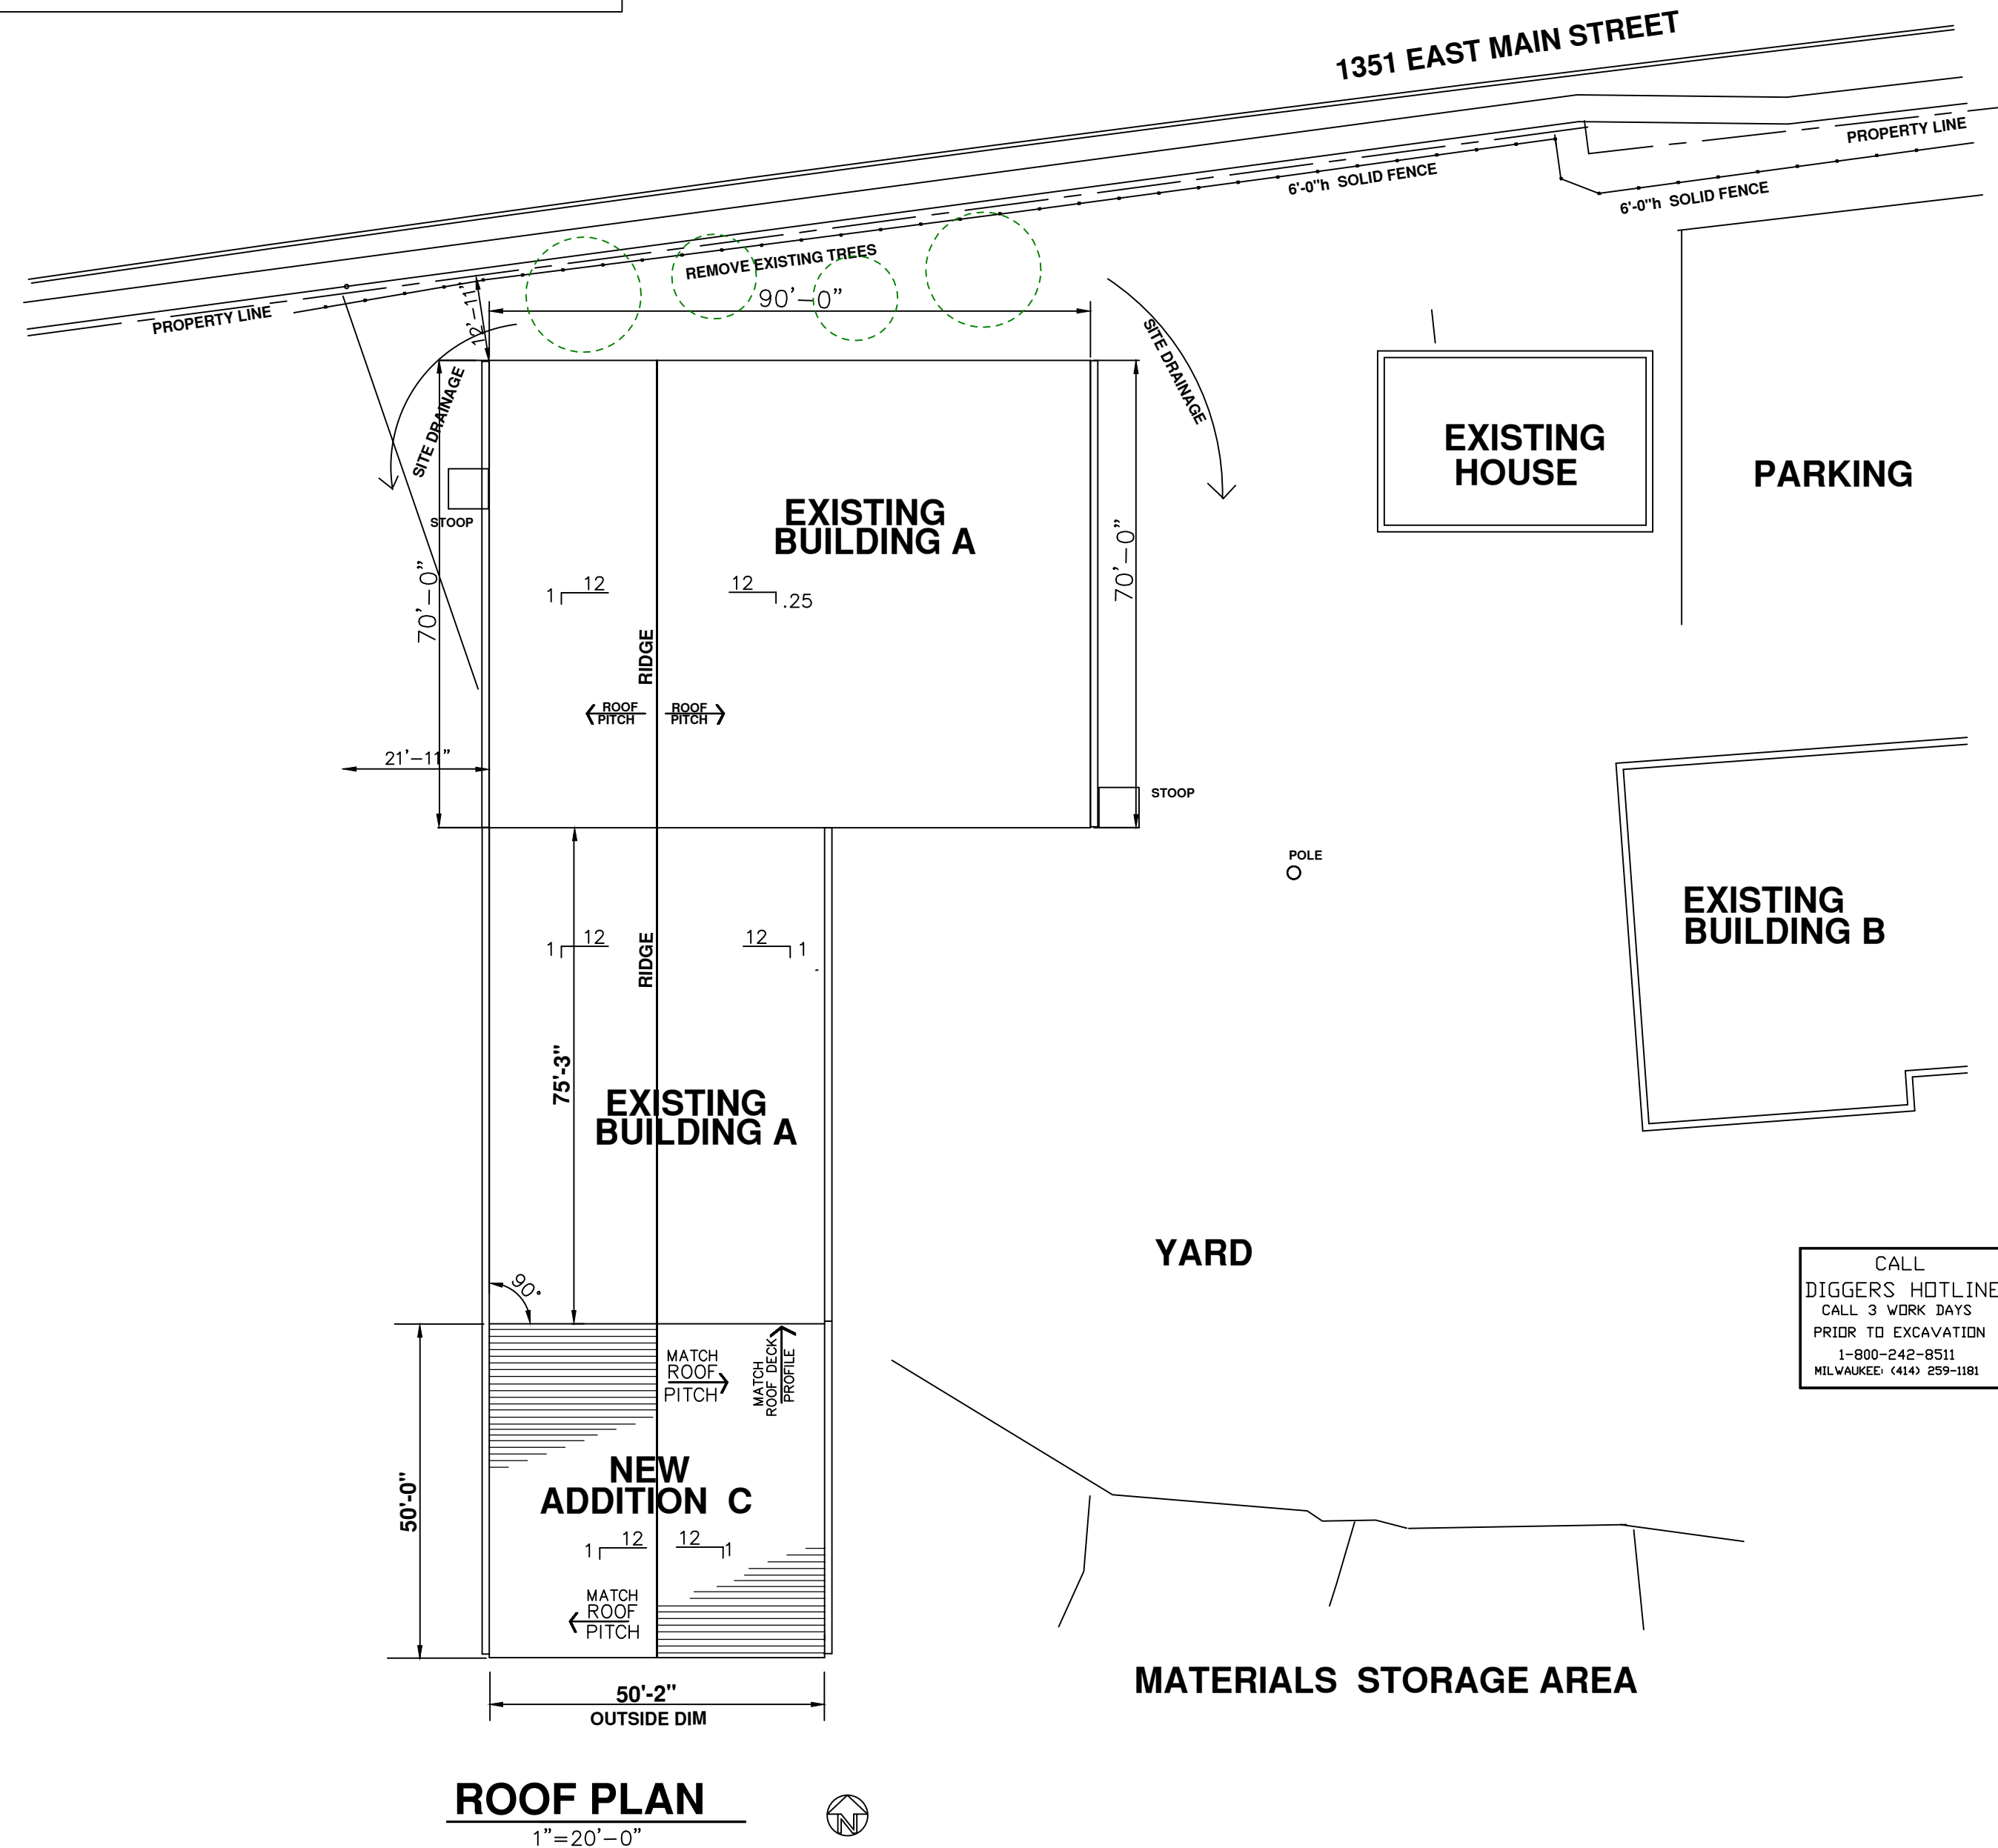 1351 EAST MAIN STREET
PROPERTY LINE
6'-0"h SOLID FENCE
6'-0"h SOLID FENCE
REMOVE EXISTING TREES
90'-0"
PROPERTY LINE
12'-11"
SITE DRAINAGE
SITE DRAINAGE
EXISTING
HOUSE
PARKING
STOOP
EXISTING
BUILDING A
70'-0"
70'-0"
1 12
12 .25
RIDGE
ROOF
PITCH
ROOF
PITCH
21'-11"
STOOP
POLE
EXISTING
BUILDING B
1 12
RIDGE
12 1
75'-3"
EXISTING
BUILDING A
YARD
90°
CALL
DIGGERS HOTLINE
CALL 3 WORK DAYS
PRIOR TO EXCAVATION
1-800-242-8511
MILWAUKEE: (414) 259-1181
MATCH
ROOF
PITCH
MATCH
ROOF DECK
PROFILE
50'-0"
NEW
ADDITION C
1 12
12 1
MATCH
ROOF
PITCH
MATERIALS STORAGE AREA
50'-2"
OUTSIDE DIM
ROOF PLAN
1"=20'-0"
N